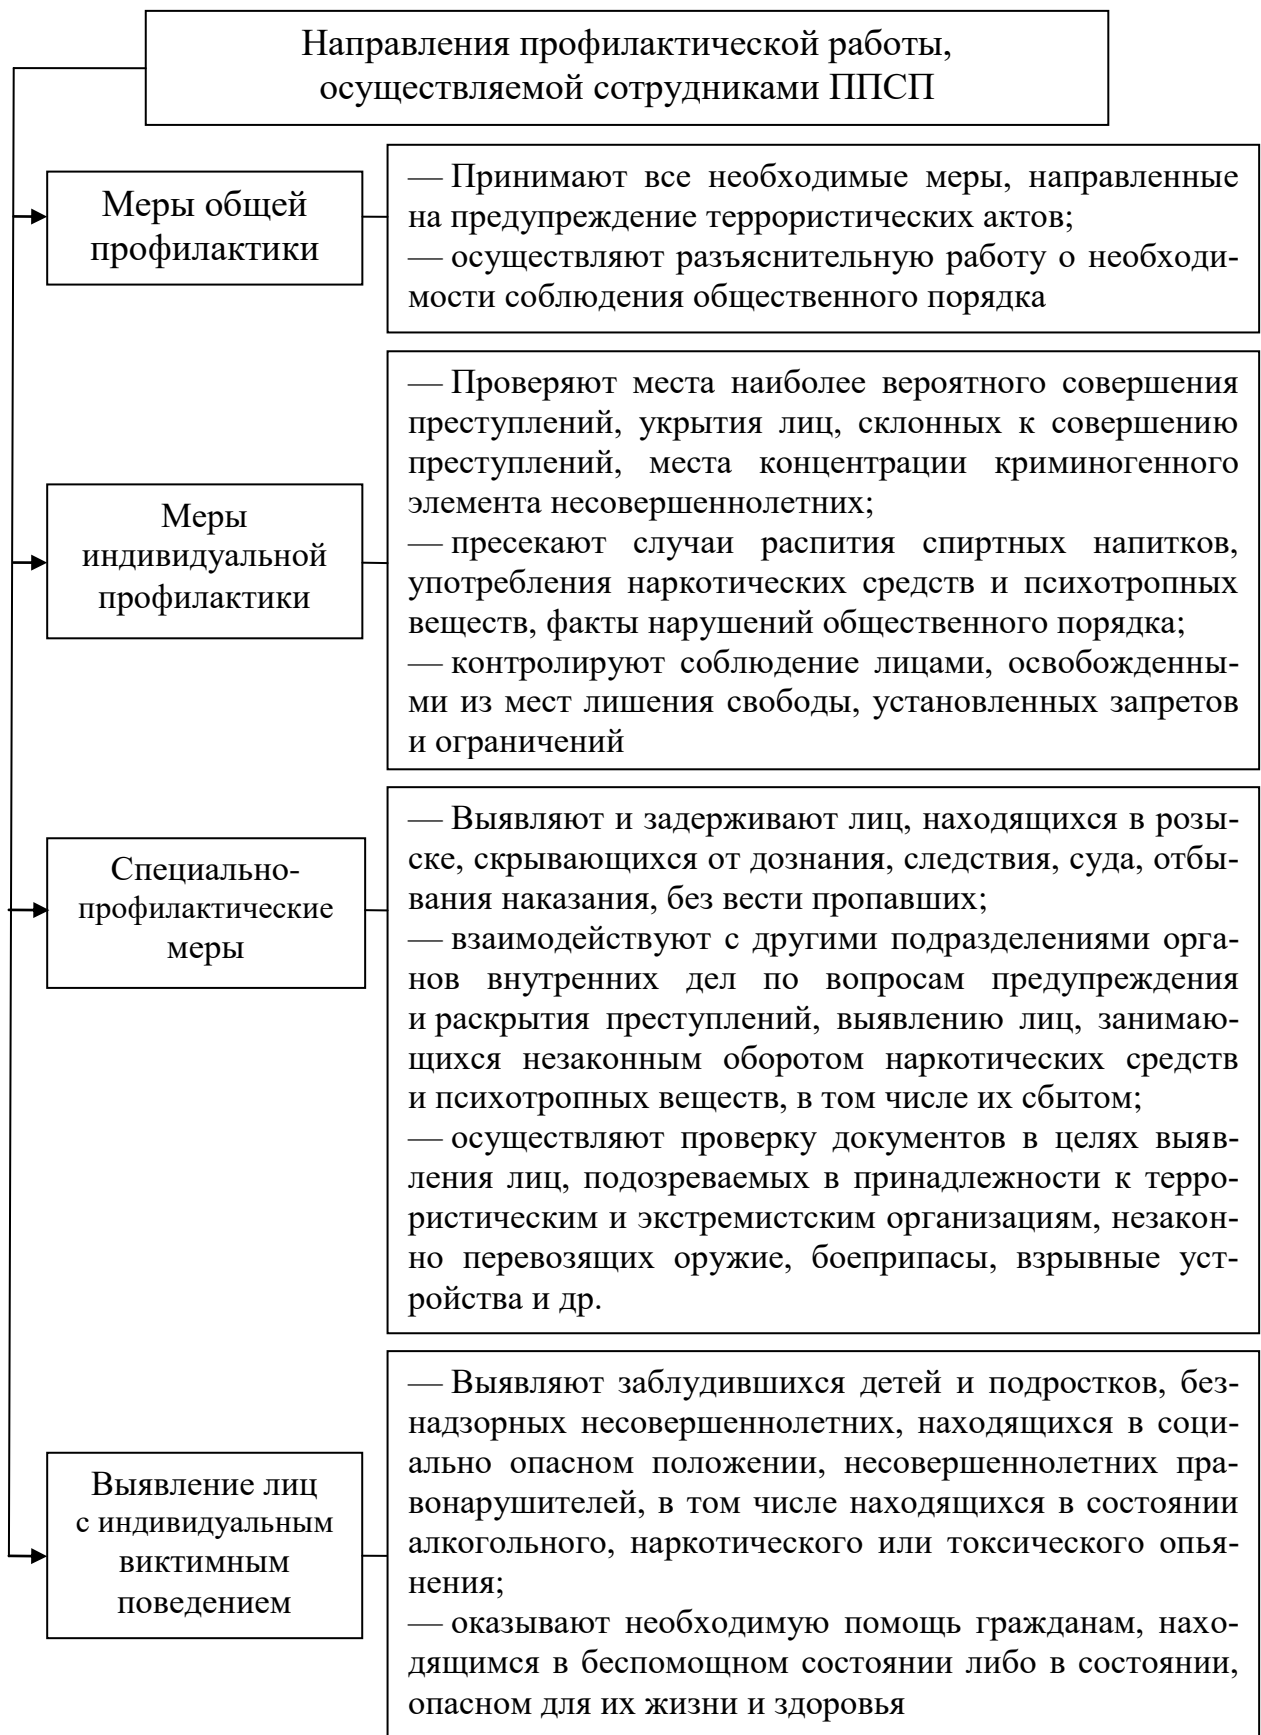 Направления профилактической работы,
осуществляемой сотрудниками ППСП
Меры общей
профилактики
— Принимают все необходимые меры, направленные
на предупреждение террористических актов;
— осуществляют разъяснительную работу о необходи-
мости соблюдения общественного порядка
Меры
индивидуальной
профилактики
— Проверяют места наиболее вероятного совершения
преступлений, укрытия лиц, склонных к совершению
преступлений, места концентрации криминогенного
элемента несовершеннолетних;
— пресекают случаи распития спиртных напитков,
употребления наркотических средств и психотропных
веществ, факты нарушений общественного порядка;
— контролируют соблюдение лицами, освобожденны-
ми из мест лишения свободы, установленных запретов
и ограничений
Специально-
профилактические
меры
— Выявляют и задерживают лиц, находящихся в розы-
ске, скрывающихся от дознания, следствия, суда, отбы-
вания наказания, без вести пропавших;
— взаимодействуют с другими подразделениями орга-
нов внутренних дел по вопросам предупреждения
и раскрытия преступлений, выявлению лиц, занимаю-
щихся незаконным оборотом наркотических средств
и психотропных веществ, в том числе их сбытом;
— осуществляют проверку документов в целях выяв-
ления лиц, подозреваемых в принадлежности к терро-
ристическим и экстремистским организациям, незакон-
но перевозящих оружие, боеприпасы, взрывные уст-
ройства и др.
Выявление лиц
с индивидуальным
виктимным
поведением
— Выявляют заблудившихся детей и подростков, без-
надзорных несовершеннолетних, находящихся в соци-
ально опасном положении, несовершеннолетних пра-
вонарушителей, в том числе находящихся в состоянии
алкогольного, наркотического или токсического опья-
нения;
— оказывают необходимую помощь гражданам, нахо-
дящимся в беспомощном состоянии либо в состоянии,
опасном для их жизни и здоровья